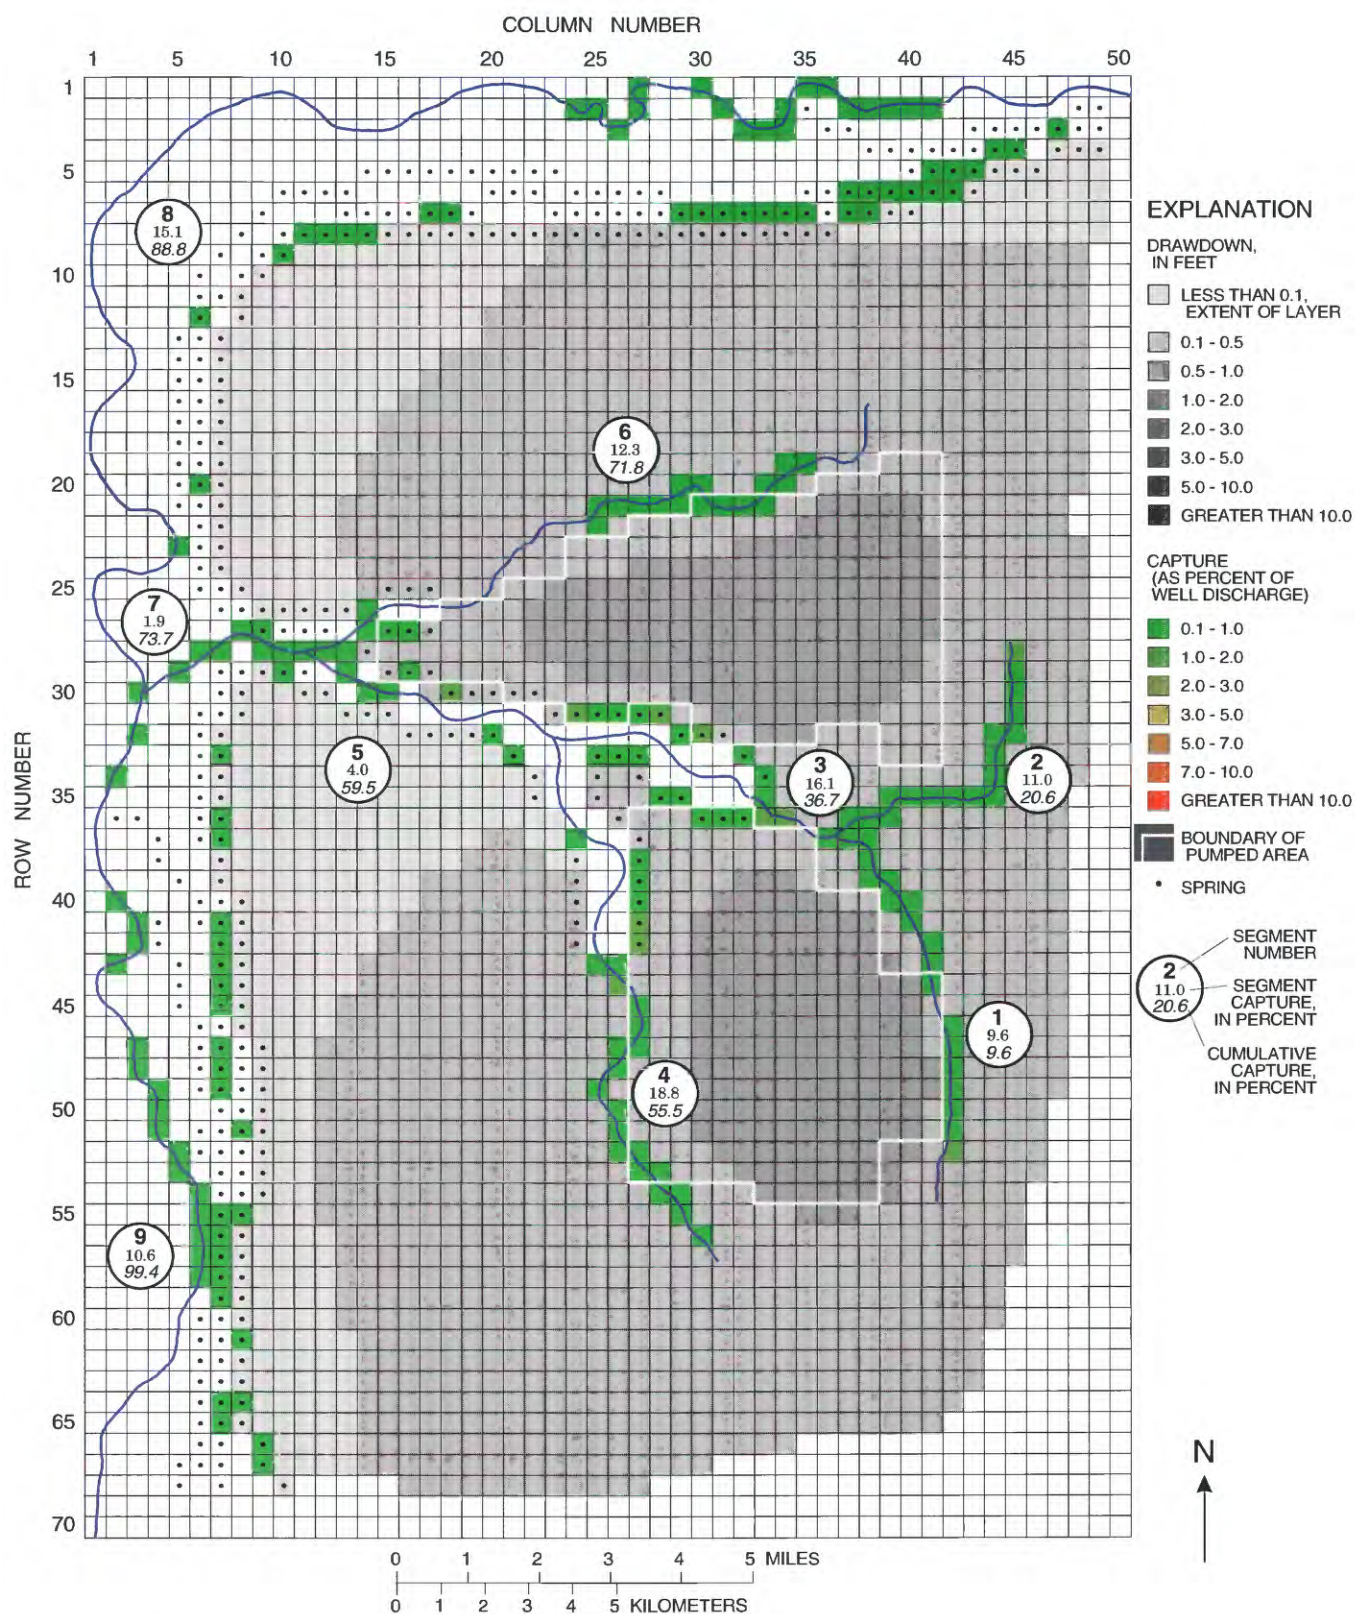 COLUMN NUMBER
1 5 10 15 20 25 30 35 40 45 50
ROW NUMBER
1
5
10
15
20
25
30
35
40
45
50
55
60
65
70
8
15.1
88.8
6
12.3
71.8
7
1.9
73.7
5
4.0
59.5
3
16.1
36.7
2
11.0
20.6
1
9.6
9.6
4
18.8
55.5
9
10.6
99.4
EXPLANATION
DRAWDOWN,
IN FEET
LESS THAN 0.1,
EXTENT OF LAYER
0.1 - 0.5
0.5 - 1.0
1.0 - 2.0
2.0 - 3.0
3.0 - 5.0
5.0 - 10.0
GREATER THAN 10.0
CAPTURE
(AS PERCENT OF
WELL DISCHARGE)
0.1 - 1.0
1.0 - 2.0
2.0 - 3.0
3.0 - 5.0
5.0 - 7.0
7.0 - 10.0
GREATER THAN 10.0
BOUNDARY OF
PUMPED AREA
SPRING
2
11.0
20.6
SEGMENT
NUMBER
SEGMENT
CAPTURE,
IN PERCENT
CUMULATIVE
CAPTURE,
IN PERCENT
N
0 1 2 3 4 5 MILES
0 1 2 3 4 5 KILOMETERS